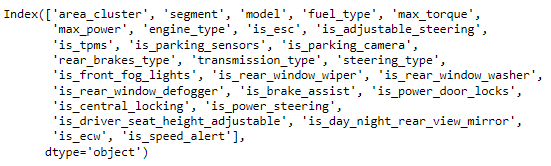 Index(['area_cluster', 'segment', 'model', 'fuel_type', 'max_torque',
'max_power', 'engine_type', 'is_esc', 'is_adjustable_steering',
'is_tpms', 'is_parking_sensors', 'is_parking_camera',
'rear_brakes_type', 'transmission_type', 'steering_type',
'is_front_fog_lights', 'is_rear_window_wiper', 'is_rear_window_washer',
'is_rear_window_defogger', 'is_brake_assist', 'is_power_door_locks',
'is_central_locking', 'is_power_steering',
'is_driver_seat_height_adjustable', 'is_day_night_rear_view_mirror',
'is_ecw', 'is_speed_alert'],
dtype='object')